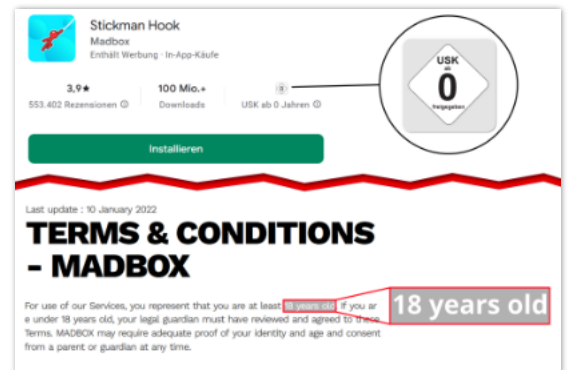 Stickman Hook
Madbox
Enthält Werbung · In-App-Käufe
3,9★ 100 Mio.+
553.402 Rezensionen Downloads USK ab 0 Jahren
Installieren
USK
ab
0
freigegeben
Last update : 10 January 2022
TERMS & CONDITIONS
- MADBOX
For use of our Services, you represent that you are at least 18 years old. If you ar
e under 18 years old, your legal guardian must have reviewed and agreed to these
Terms. MADBOX may require adequate proof of your identity and age and consent
from a parent or guardian at any time.
18 years old